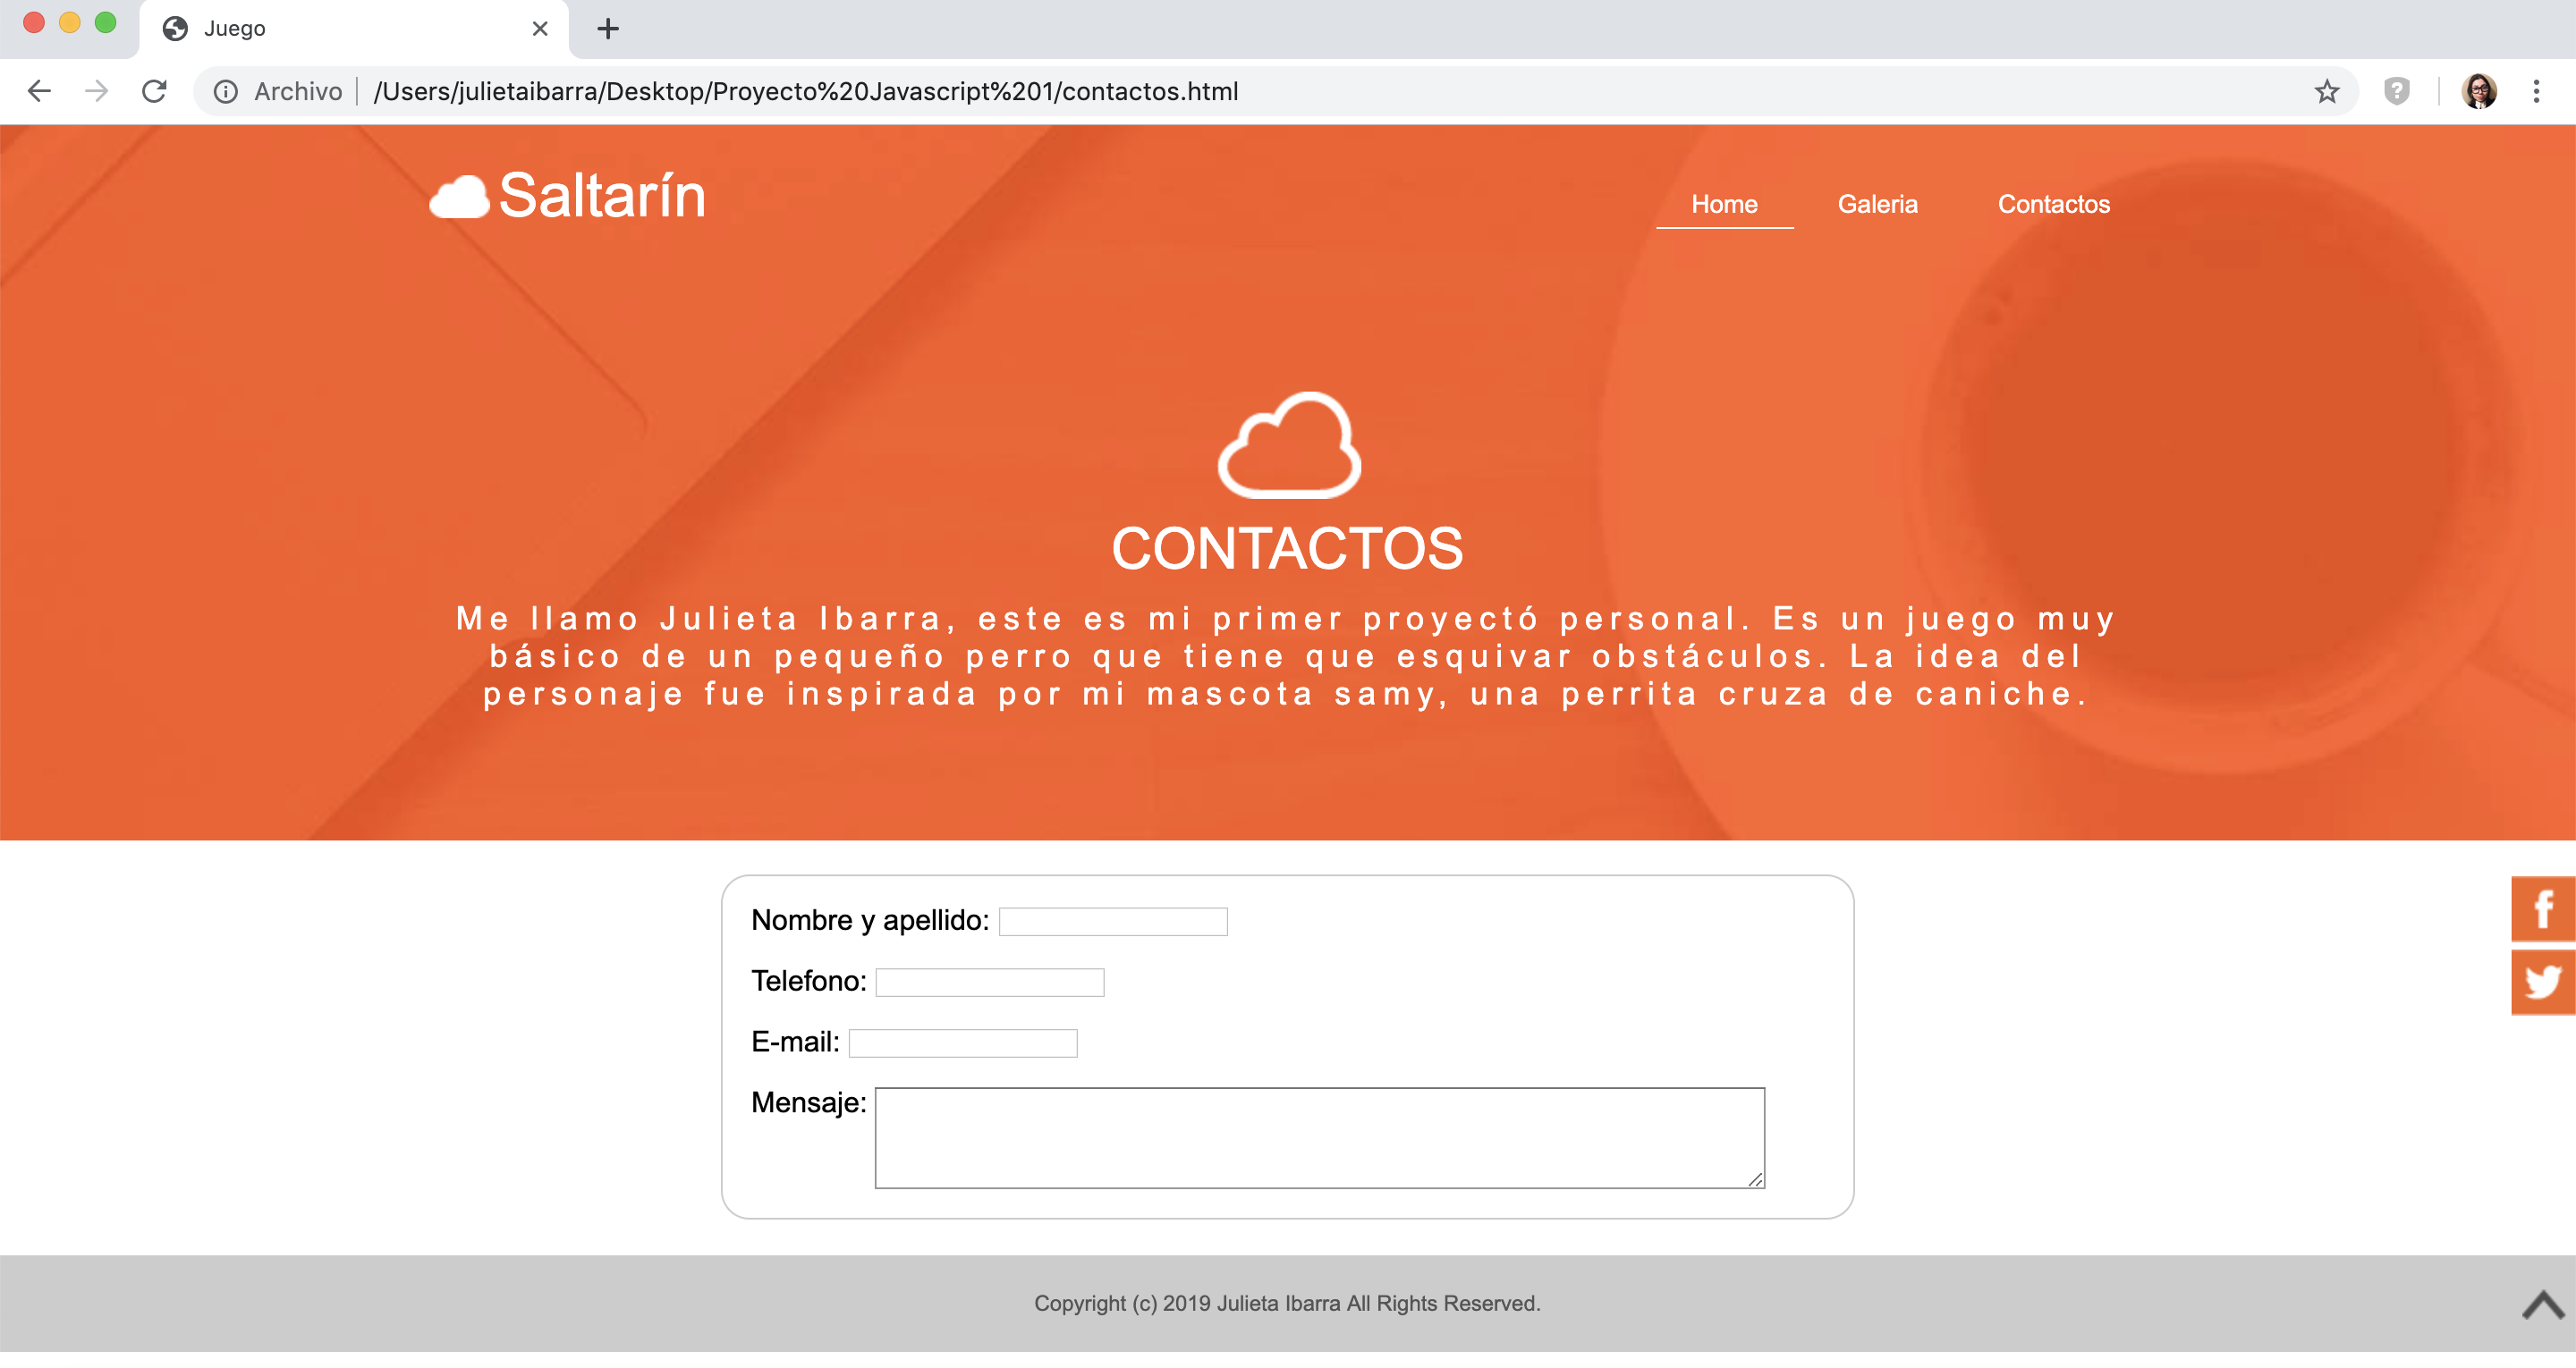 Juego
Archivo | /Users/julietaibarra/Desktop/Proyecto%20Javascript%201/contactos.html
Saltarín
Home Galeria Contactos
CONTACTOS
Me llamo Julieta Ibarra, este es mi primer proyectó personal. Es un juego muy
básico de un pequeño perro que tiene que esquivar obstáculos. La idea del
personaje fue inspirada por mi mascota samy, una perrita cruza de caniche.
Nombre y apellido:
Telefono:
E-mail:
Mensaje:
Copyright (c) 2019 Julieta Ibarra All Rights Reserved.